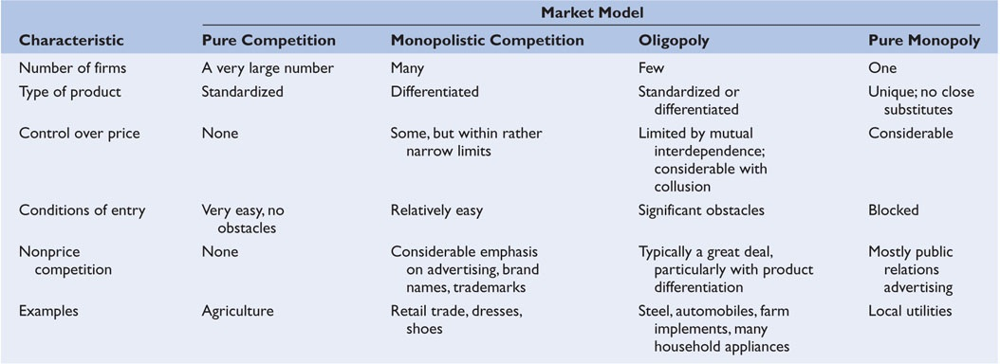 Market Model
Characteristic Pure Competition Monopolistic Competition Oligopoly Pure Monopoly
Number of firms A very large number Many Few One
Type of product Standardized Differentiated Standardized or Unique; no close
differentiated substitutes
Control over price None Some, but within rather Limited by mutual Considerable
narrow limits interdependence;
considerable with
collusion
Conditions of entry Very easy, no Relatively easy Significant obstacles Blocked
obstacles
Nonprice None Considerable emphasis Typically a great deal, Mostly public
competition on advertising, brand particularly with product relations
names, trademarks differentiation advertising
Examples Agriculture Retail trade, dresses, Steel, automobiles, farm Local utilities
shoes implements, many
household appliances